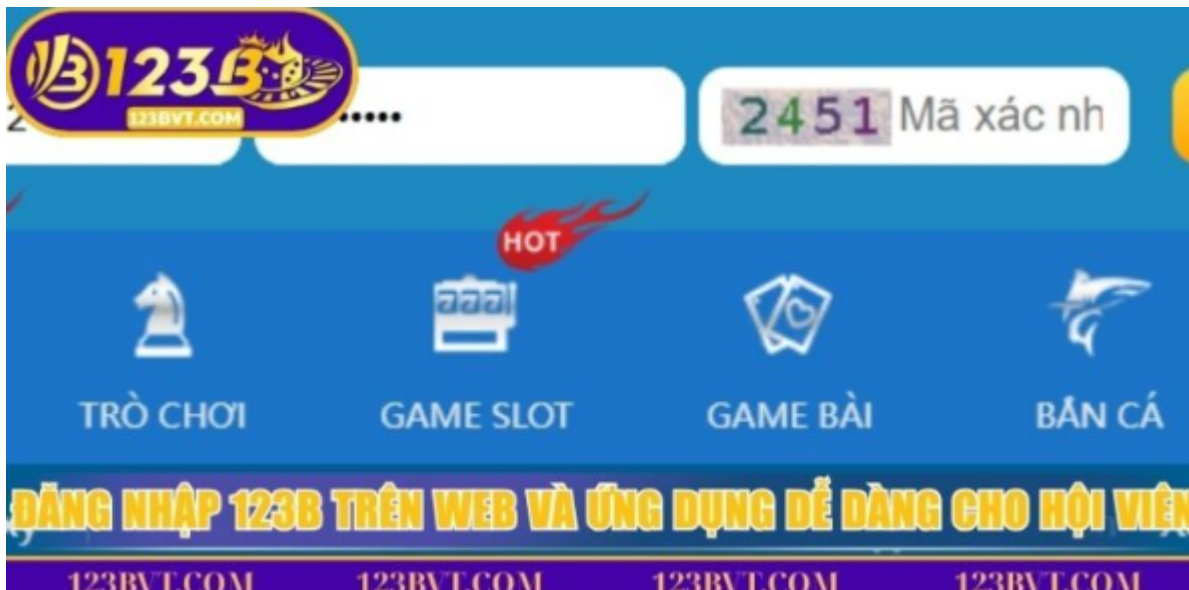 123B
123BVT.COM
2451 Mã xác nh
HOT
TRÒ CHƠI
GAME SLOT
GAME BÀI
BẮN CÁ
ĐĂNG NHẬP 123B TRÊN WEB VÀ ỨNG DỤNG DỄ DÀNG CHO HỘI VIÊN
123BVT.COM 123BVT.COM 123BVT.COM 123BVT.COM